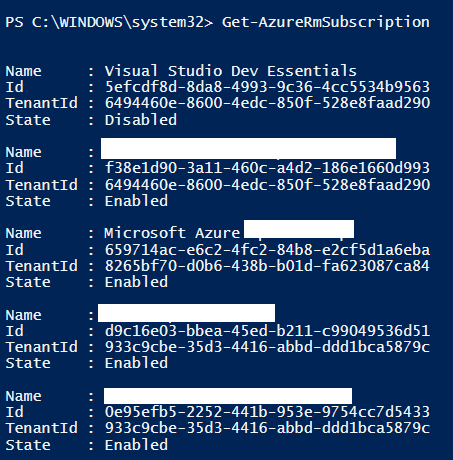 PS C:\WINDOWS\system32> Get-AzureRmSubscription
Name     : Visual Studio Dev Essentials
Id       : 5efcdf8d-8da8-4993-9c36-4cc5534b9563
TenantId : 6494460e-8600-4edc-850f-528e8faad290
State    : Disabled
Name     :
Id       : f38e1d90-3a11-460c-a4d2-186e1660d993
TenantId : 6494460e-8600-4edc-850f-528e8faad290
State    : Enabled
Name     : Microsoft Azure
Id       : 659714ac-e6c2-4fc2-84b8-e2cf5d1a6eba
TenantId : 8265bf70-d0b6-438b-b01d-fa623087ca84
State    : Enabled
Name     :
Id       : d9c16e03-bbea-45ed-b211-c99049536d51
TenantId : 933c9cbe-35d3-4416-abbd-ddd1bca5879c
State    : Enabled
Name     :
Id       : 0e95efb5-2252-441b-953e-9754cc7d5433
TenantId : 933c9cbe-35d3-4416-abbd-ddd1bca5879c
State    : Enabled